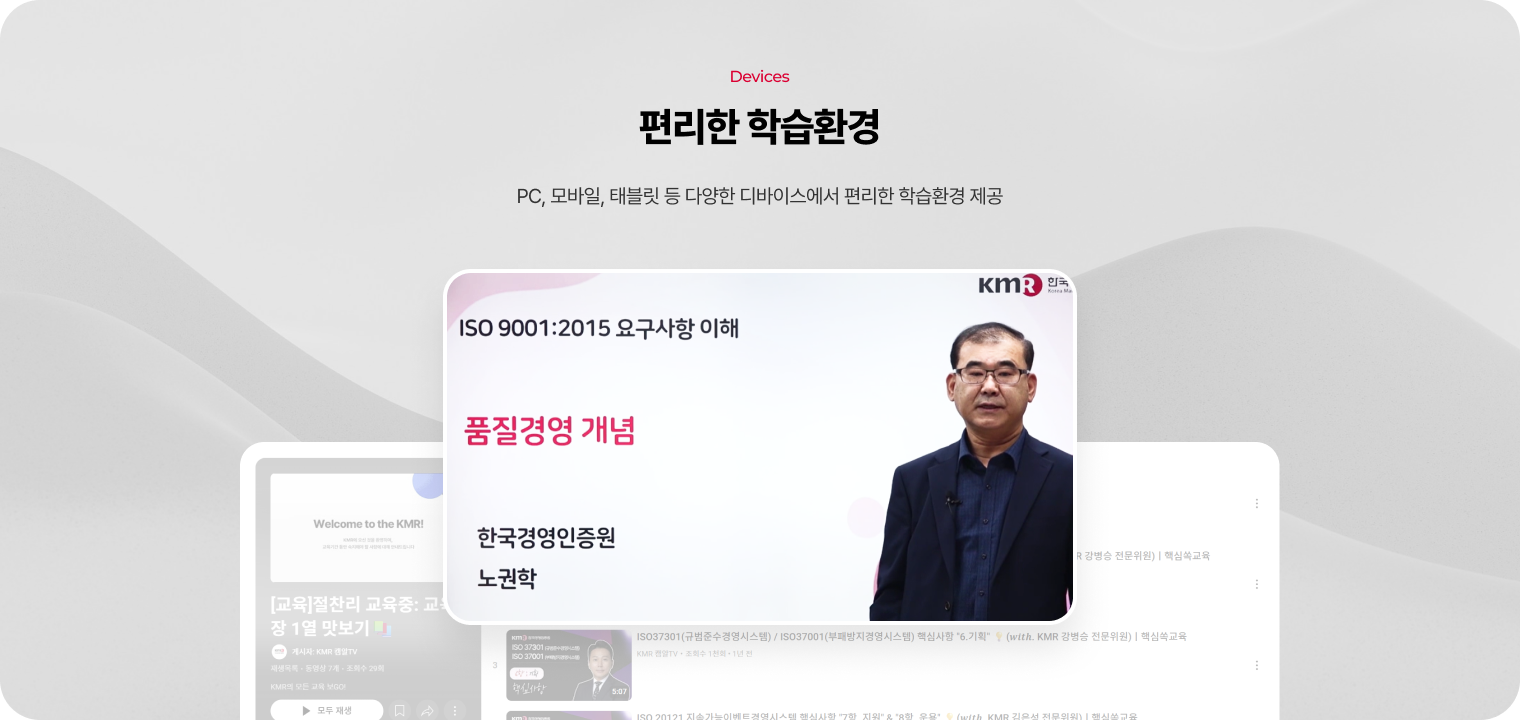 Devices
편리한 학습환경
PC, 모바일, 태블릿 등 다양한 디바이스에서 편리한 학습환경 제공
KMR 한국
Korea Ma
ISO 9001:2015 요구사항 이해
품질경영 개념
한국경영인증원
노권학
Welcome to the KMR!
[교육]절찬리 교육중: 교육
장 1열 맛보기
게시자: KMR 캠알TV
재생목록 • 동영상 7개 • 조회수 29회
KMR의 모든 교육 보GO!
모두 재생
MR 강병승 전문위원) | 핵심쏙교육
3
ISO 37301
ISO 37001
핵심사항
5:07
ISO37301(규범준수경영시스템) / ISO37001(부패방지경영시스템) 핵심사항 "6.기획" (with. KMR 강병승 전문위원) | 핵심쏙교육
KMR 캠알TV • 조회수 1천회 • 1년 전
ISO 20121 지속가능이벤트경영시스템 핵심사항 "7항. 지원" & "8항. 운용" (with. KMR 김은성 전문위원) | 핵심쏙교육